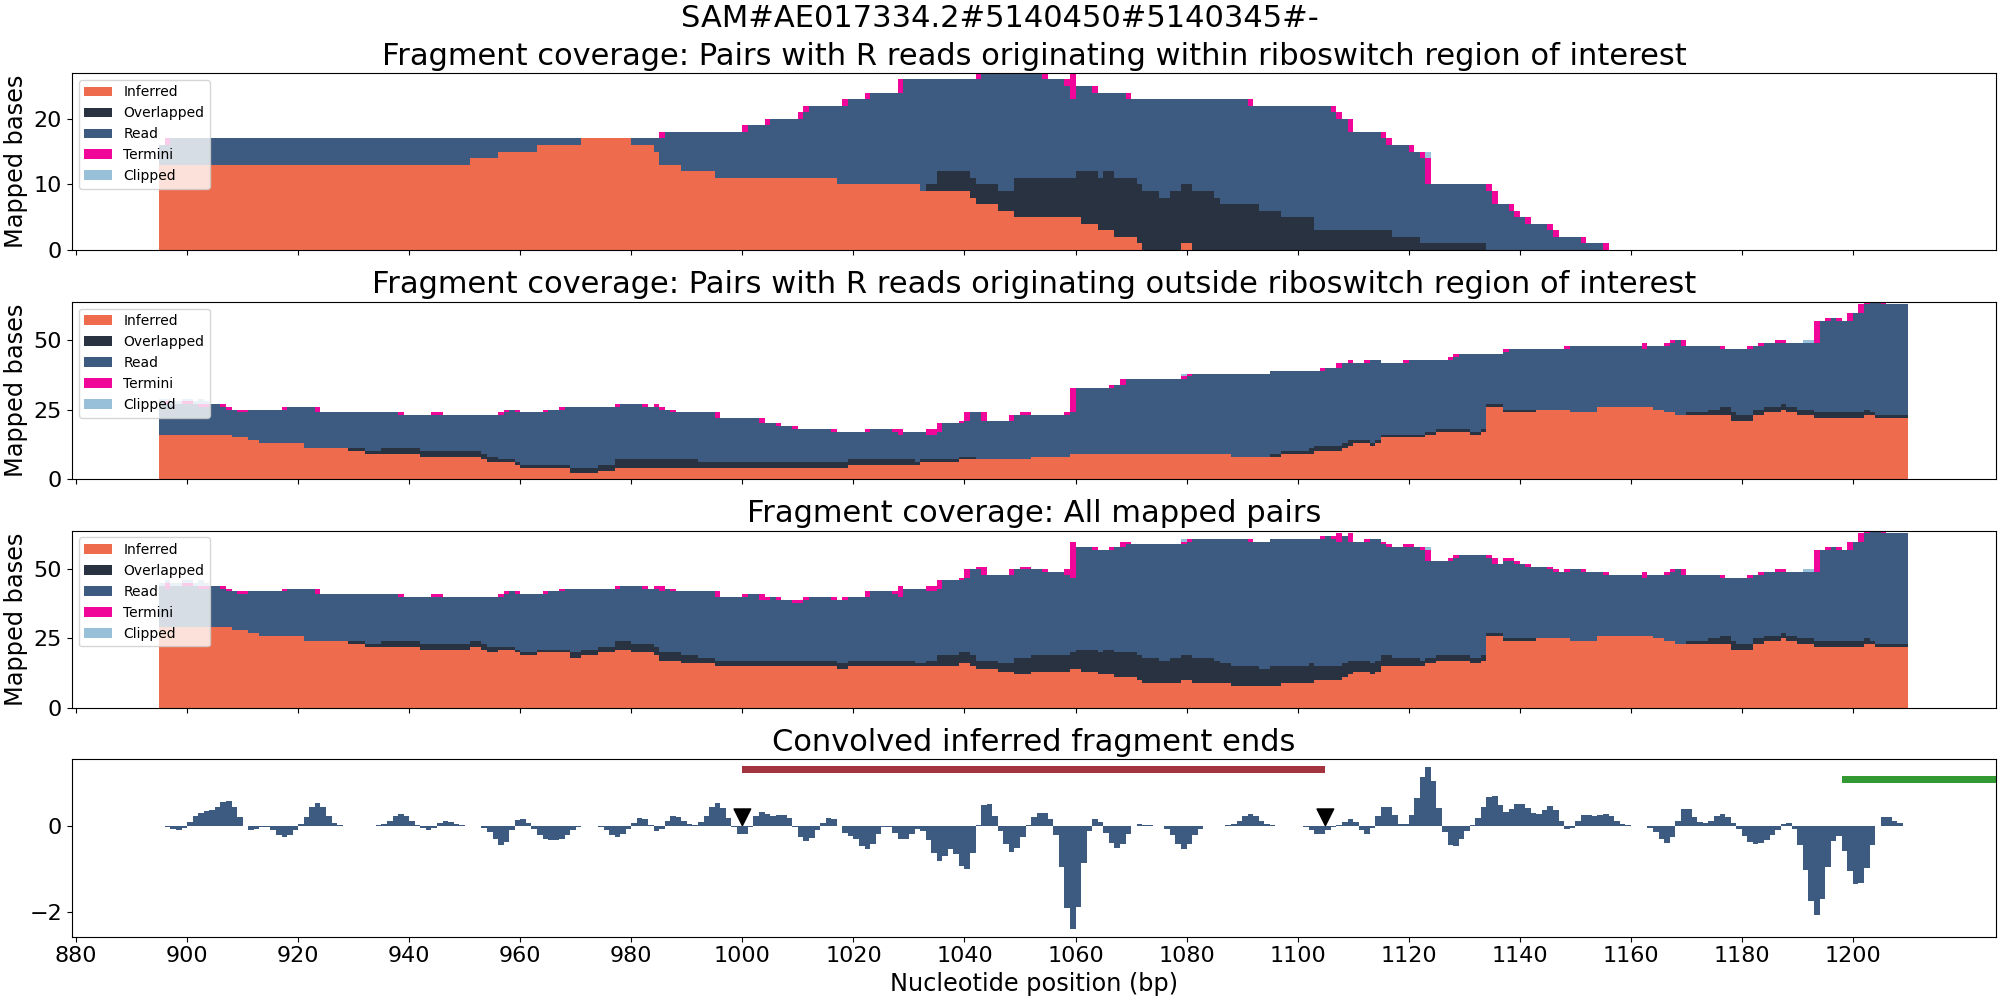 SAM#AE017334.2#5140450#5140345#-
Fragment coverage: Pairs with R reads originating within riboswitch region of interest
Mapped bases
20
10
0
Inferred
Overlapped
Read
Termini
Clipped
Fragment coverage: Pairs with R reads originating outside riboswitch region of interest
Mapped bases
50
25
0
Inferred
Overlapped
Read
Termini
Clipped
Fragment coverage: All mapped pairs
Mapped bases
50
25
0
Inferred
Overlapped
Read
Termini
Clipped
Convolved inferred fragment ends
0
−2
880 900 920 940 960 980 1000 1020 1040 1060 1080 1100 1120 1140 1160 1180 1200
Nucleotide position (bp)